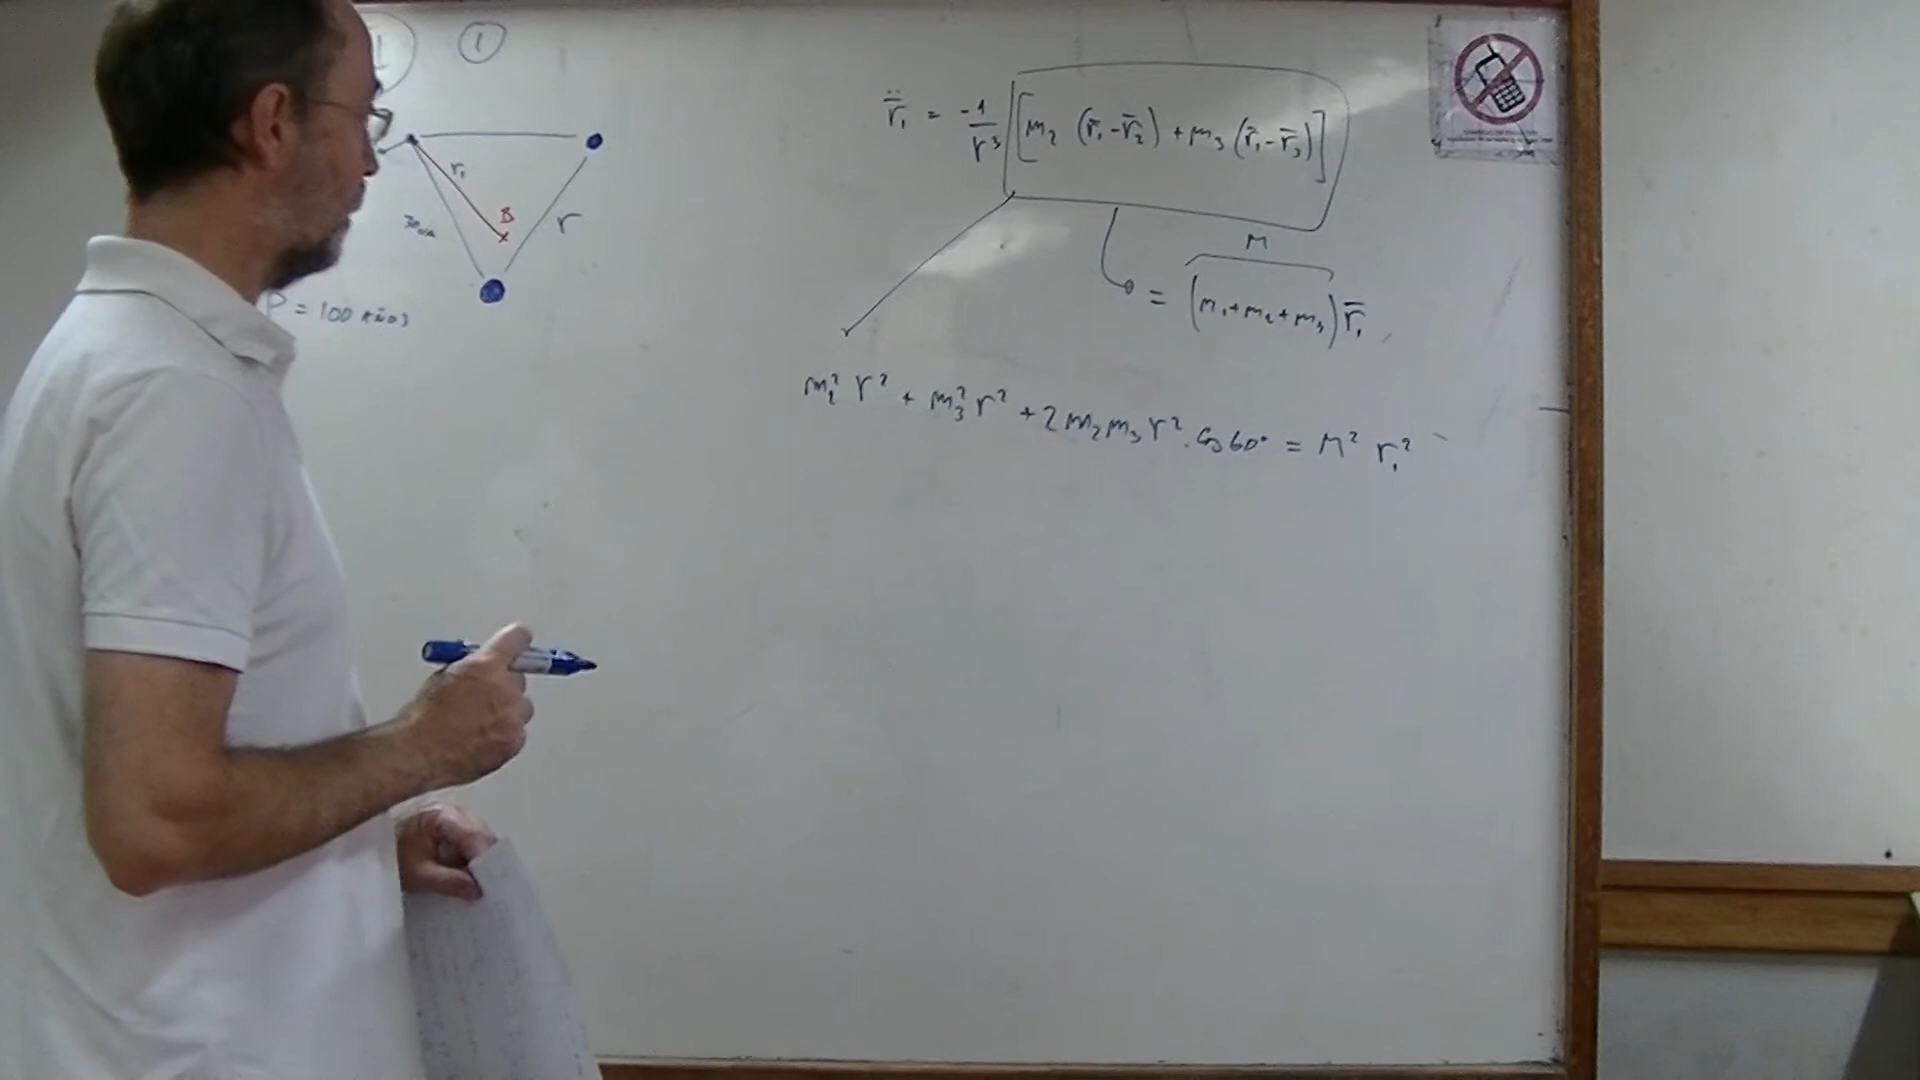 1
r̈̄₁ = -1/r³ [m₂ (r̄₁-r̄₂) + m₃ (r̄₁-r̄₃)]
r₁
B
r
M
= (m₁+m₂+m₃) r̄₁
P = 100 AÑOS
m₂² r² + m₃² r² + 2 m₂ m₃ r² . cos 60° = M² r₁²